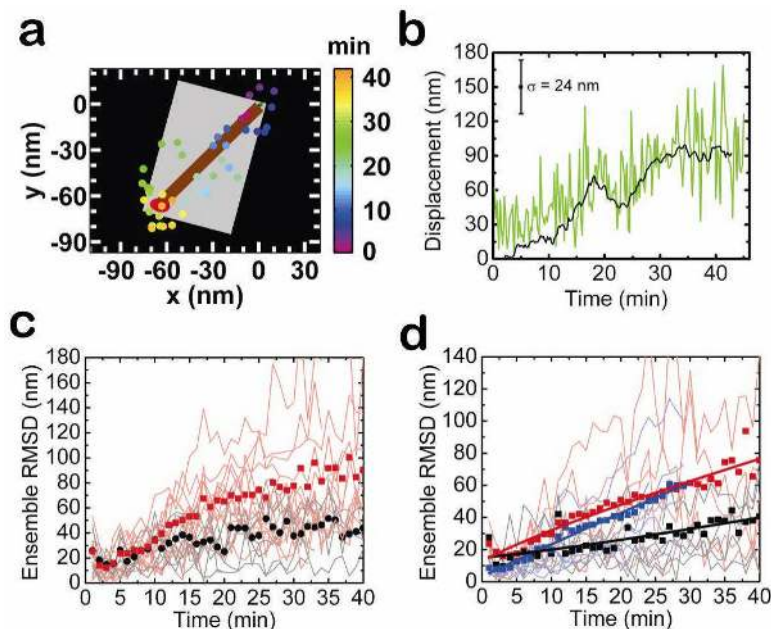 a
min
y (nm)
0
-30
-60
-90
-90 -60 -30 0 30
x (nm)
40
30
20
10
0
b
Displacement (nm)
180
150
120
90
60
30
0
σ = 24 nm
0 10 20 30 40
Time (min)
c
Ensemble RMSD (nm)
180
160
140
120
100
80
60
40
20
0
0 5 10 15 20 25 30 35 40
Time (min)
d
Ensemble RMSD (nm)
140
120
100
80
60
40
20
0
0 5 10 15 20 25 30 35 40
Time (min)